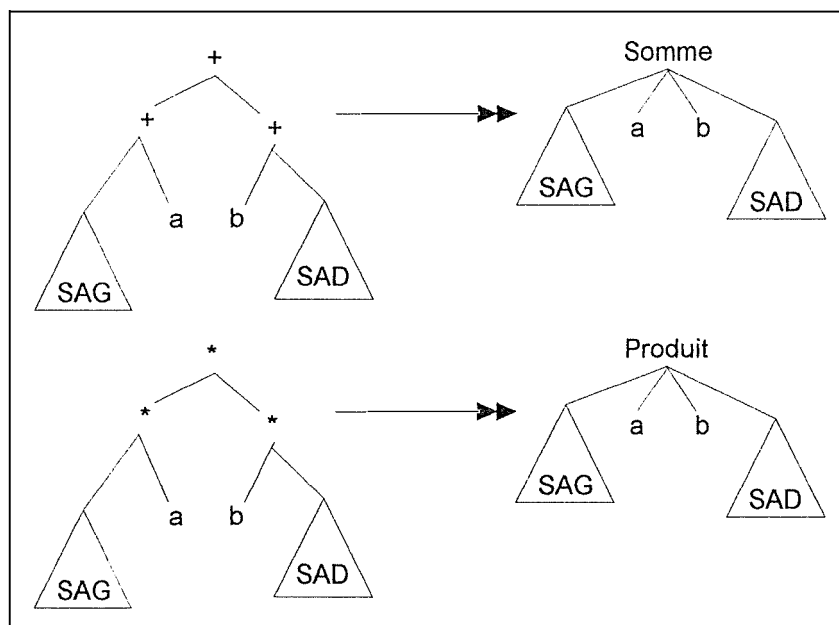 +
Somme
+ +
a b
SAG SAD
a b
SAG SAD
*
Produit
* *
a b
SAG SAD
a b
SAG SAD